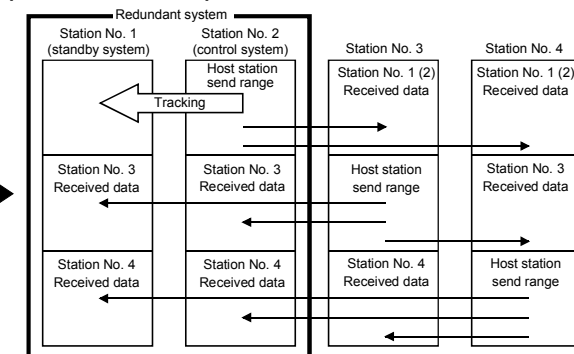 Redundant system
Station No. 1
(standby system)
Station No. 2
(control system)
Station No. 3
Station No. 4
Host station
send range
Station No. 1 (2)
Received data
Station No. 1 (2)
Received data
Tracking
Station No. 3
Received data
Station No. 3
Received data
Host station
send range
Station No. 3
Received data
Station No. 4
Received data
Station No. 4
Received data
Station No. 4
Received data
Host station
send range